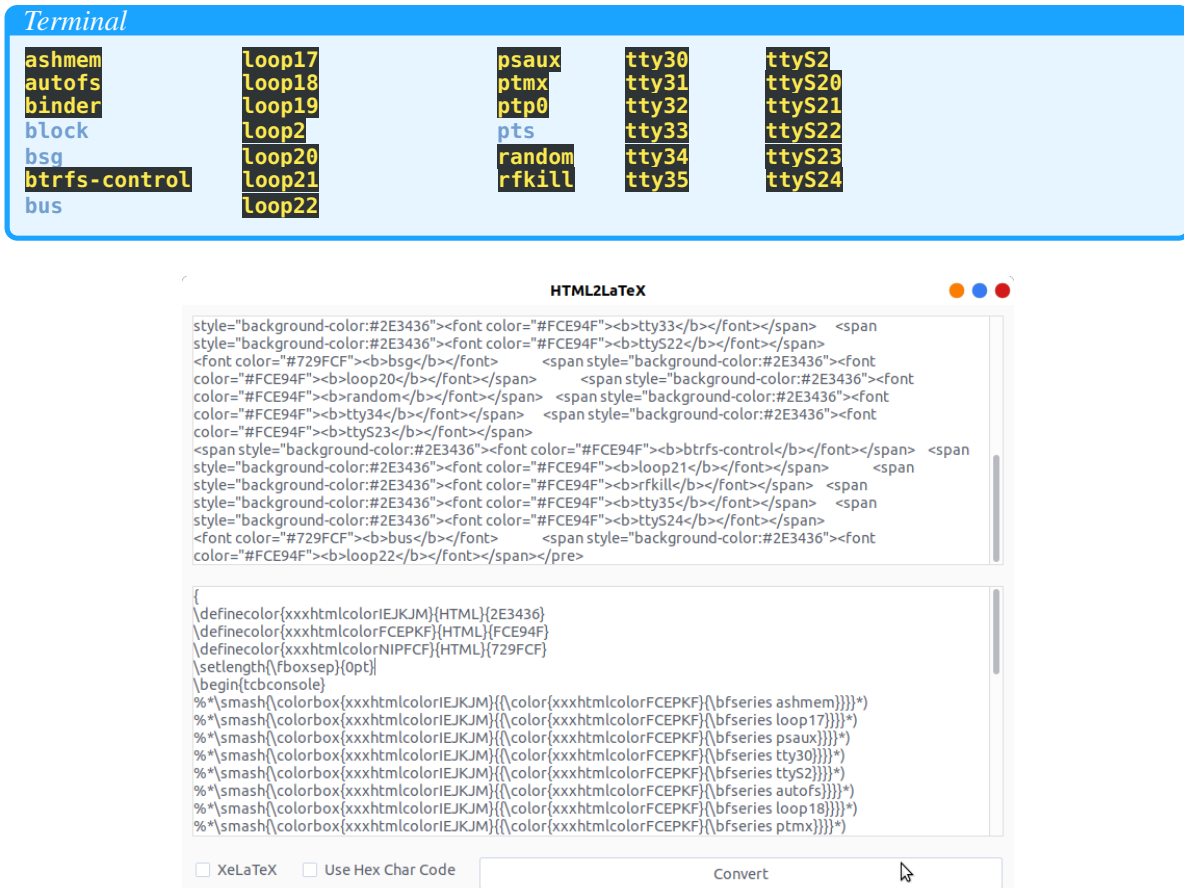 Terminal
ashmem loop17 psaux tty30 ttyS2
autofs loop18 ptmx tty31 ttyS20
binder loop19 ptp0 tty32 ttyS21
block loop2 pts tty33 ttyS22
bsg loop20 random tty34 ttyS23
btrfs-control loop21 rfkill tty35 ttyS24
bus loop22
HTML2LaTeX
style="background-color:#2E3436"><font color="#FCE94F"><b>tty33</b></font></span> <span
style="background-color:#2E3436"><font color="#FCE94F"><b>ttyS22</b></font></span>
<font color="#729FCF"><b>bsg</b></font> <span style="background-color:#2E3436"><font
color="#FCE94F"><b>loop20</b></font></span> <span style="background-color:#2E3436"><font
color="#FCE94F"><b>random</b></font></span> <span style="background-color:#2E3436"><font
color="#FCE94F"><b>tty34</b></font></span> <span style="background-color:#2E3436"><font
color="#FCE94F"><b>ttyS23</b></font></span>
<span style="background-color:#2E3436"><font color="#FCE94F"><b>btrfs-control</b></font></span> <span
style="background-color:#2E3436"><font color="#FCE94F"><b>loop21</b></font></span> <span
style="background-color:#2E3436"><font color="#FCE94F"><b>rfkill</b></font></span> <span
style="background-color:#2E3436"><font color="#FCE94F"><b>tty35</b></font></span> <span
style="background-color:#2E3436"><font color="#FCE94F"><b>ttyS24</b></font></span>
<font color="#729FCF"><b>bus</b></font> <span style="background-color:#2E3436"><font
color="#FCE94F"><b>loop22</b></font></span></pre>
{
\definecolor{xxxhtmlcolorIEJKJM}{HTML}{2E3436}
\definecolor{xxxhtmlcolorFCEPKF}{HTML}{FCE94F}
\definecolor{xxxhtmlcolorNIPFCF}{HTML}{729FCF}
\setlength{\fboxsep}{0pt}
\begin{tcbconsole}
%*\smash{\colorbox{xxxhtmlcolorIEJKJM}{{\color{xxxhtmlcolorFCEPKF}{\bfseries ashmem}}}}*)
%*\smash{\colorbox{xxxhtmlcolorIEJKJM}{{\color{xxxhtmlcolorFCEPKF}{\bfseries loop17}}}}*)
%*\smash{\colorbox{xxxhtmlcolorIEJKJM}{{\color{xxxhtmlcolorFCEPKF}{\bfseries psaux}}}}*)
%*\smash{\colorbox{xxxhtmlcolorIEJKJM}{{\color{xxxhtmlcolorFCEPKF}{\bfseries tty30}}}}*)
%*\smash{\colorbox{xxxhtmlcolorIEJKJM}{{\color{xxxhtmlcolorFCEPKF}{\bfseries ttyS2}}}}*)
%*\smash{\colorbox{xxxhtmlcolorIEJKJM}{{\color{xxxhtmlcolorFCEPKF}{\bfseries autofs}}}}*)
%*\smash{\colorbox{xxxhtmlcolorIEJKJM}{{\color{xxxhtmlcolorFCEPKF}{\bfseries loop18}}}}*)
%*\smash{\colorbox{xxxhtmlcolorIEJKJM}{{\color{xxxhtmlcolorFCEPKF}{\bfseries ptmx}}}}*)
XeLaTeX Use Hex Char Code Convert